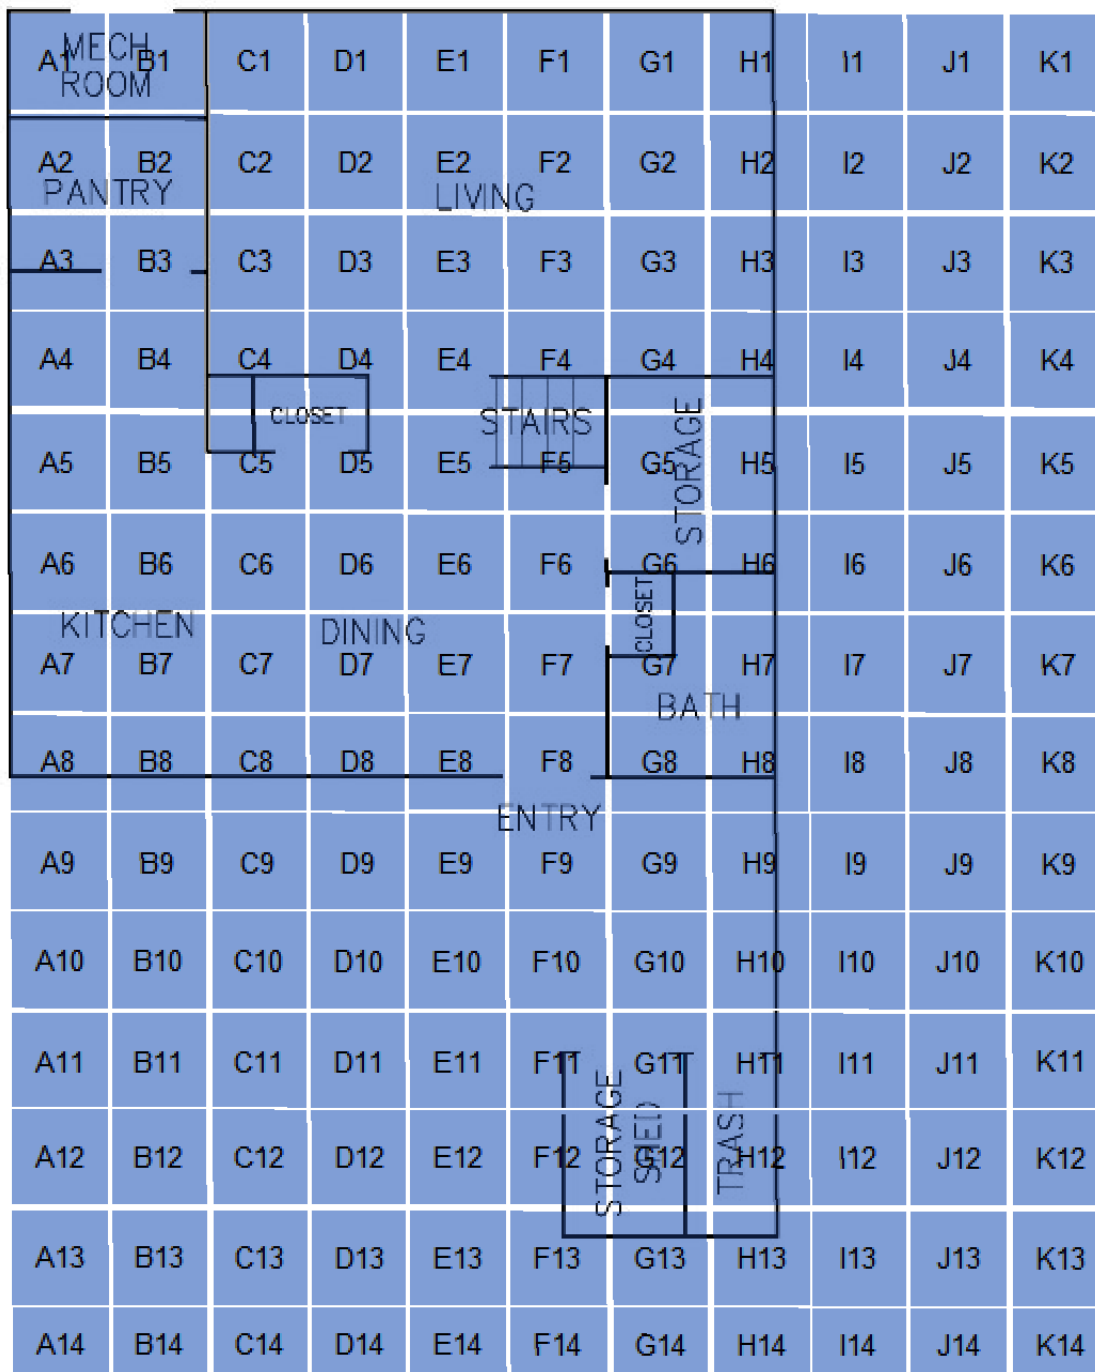 MECH
A1 B1 C1 D1 E1 F1 G1 H1 I1 J1 K1
ROOM
A2 B2 C2 D2 E2 F2 G2 H2 I2 J2 K2
PANTRY LIVING
A3 B3 C3 D3 E3 F3 G3 H3 I3 J3 K3
A4 B4 C4 D4 E4 F4 G4 H4 I4 J4 K4
CLOSET STAIRS STORAGE
A5 B5 C5 D5 E5 F5 G5 H5 I5 J5 K5
A6 B6 C6 D6 E6 F6 G6 H6 I6 J6 K6
KITCHEN DINING CLOSET
A7 B7 C7 D7 E7 F7 G7 H7 I7 J7 K7
BATH
A8 B8 C8 D8 E8 F8 G8 H8 I8 J8 K8
ENTRY
A9 B9 C9 D9 E9 F9 G9 H9 I9 J9 K9
A10 B10 C10 D10 E10 F10 G10 H10 I10 J10 K10
A11 B11 C11 D11 E11 F11 G11 H11 I11 J11 K11
STORAGE SHED TRASH
A12 B12 C12 D12 E12 F12 G12 H12 I12 J12 K12
A13 B13 C13 D13 E13 F13 G13 H13 I13 J13 K13
A14 B14 C14 D14 E14 F14 G14 H14 I14 J14 K14